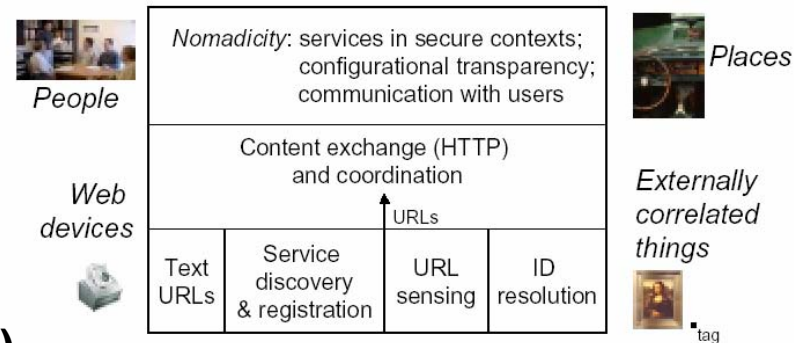 Nomadicity: services in secure contexts;
configurational transparency;
communication with users
People
Places
Content exchange (HTTP)
and coordination
Web
devices
URLs
Externally
correlated
things
Text
URLs
Service
discovery
& registration
URL
sensing
ID
resolution
tag
)